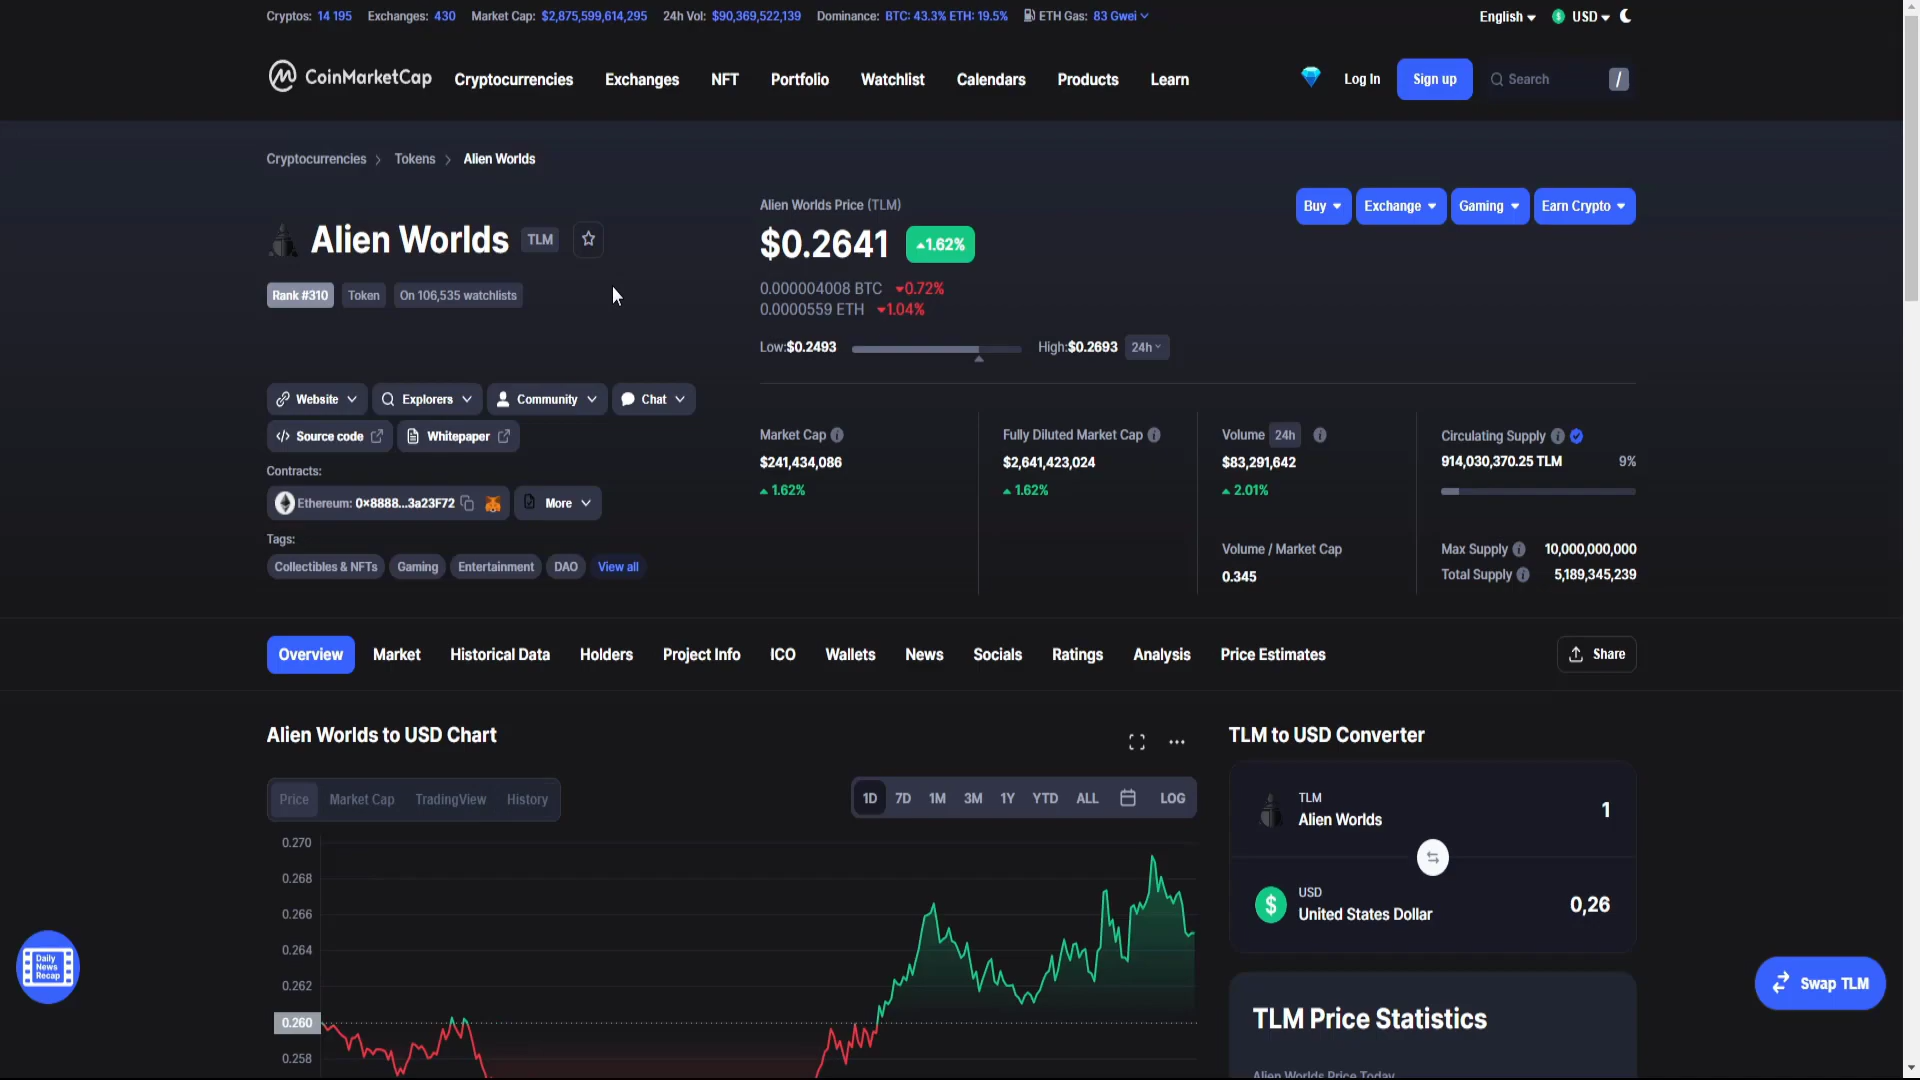 Cryptos: 14 195 Exchanges: 430 Market Cap: $2,875,599,614,295 24h Vol: $90,369,522,139 Dominance: BTC: 43.3% ETH: 19.5% ETH Gas: 83 Gwei English USD
CoinMarketCap Cryptocurrencies Exchanges NFT Portfolio Watchlist Calendars Products Learn Log In Sign up Search /
Cryptocurrencies > Tokens > Alien Worlds
Alien Worlds TLM
Rank #310 Token On 106,535 watchlists
Website Explorers Community Chat
Source code Whitepaper
Contracts:
Ethereum: 0x8888...3a23F72 More
Tags:
Collectibles & NFTs Gaming Entertainment DAO View all
Alien Worlds Price (TLM)
$0.2641 1.62%
0.000004008 BTC 0.72%
0.0000559 ETH 1.04%
Low:$0.2493 High:$0.2693 24h
Buy Exchange Gaming Earn Crypto
Market Cap
$241,434,086
1.62%
Fully Diluted Market Cap
$2,641,423,024
1.62%
Volume 24h
$83,291,642
2.01%
Volume / Market Cap
0.345
Circulating Supply
914,030,370.25 TLM 9%
Max Supply 10,000,000,000
Total Supply 5,189,345,239
Overview Market Historical Data Holders Project Info ICO Wallets News Socials Ratings Analysis Price Estimates Share
Alien Worlds to USD Chart
Price Market Cap TradingView History 1D 7D 1M 3M 1Y YTD ALL LOG
0.270
0.268
0.266
0.264
0.262
0.260
0.258
TLM to USD Converter
TLM
Alien Worlds 1
USD
United States Dollar 0,26
TLM Price Statistics
Alien Worlds Price Today
Daily
News
Recap
Swap TLM